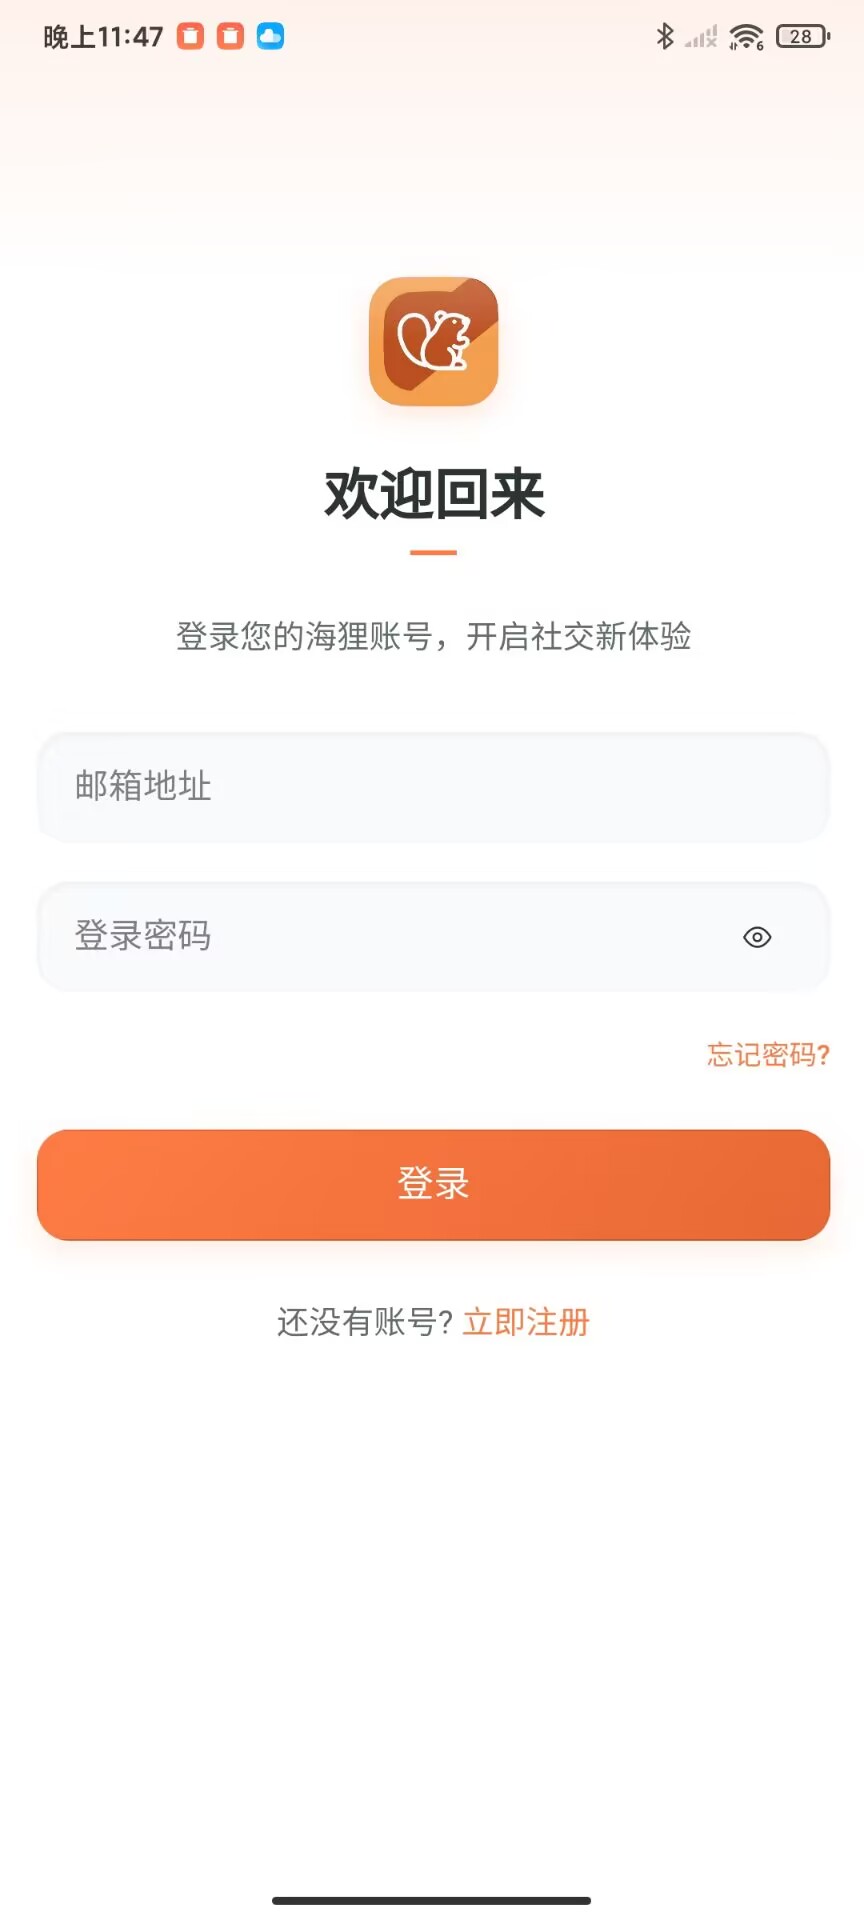 晚上11:47
6
28
欢迎回来
登录您的海狸账号，开启社交新体验
邮箱地址
登录密码
忘记密码?
登录
还没有账号? 立即注册